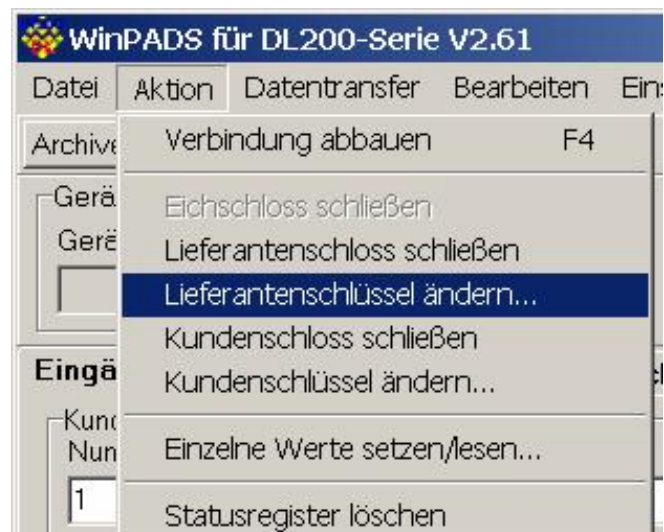 WinPADS für DL200-Serie V2.61
Datei Aktion Datentransfer Bearbeiten
Verbindung abbauen F4
Eichschloss schließen
Lieferantenschloss schließen
Lieferantenschlüssel ändern...
Kundenschloss schließen
Kundenschlüssel ändern...
Einzelne Werte setzen/lesen...
1
Statusregister löschen